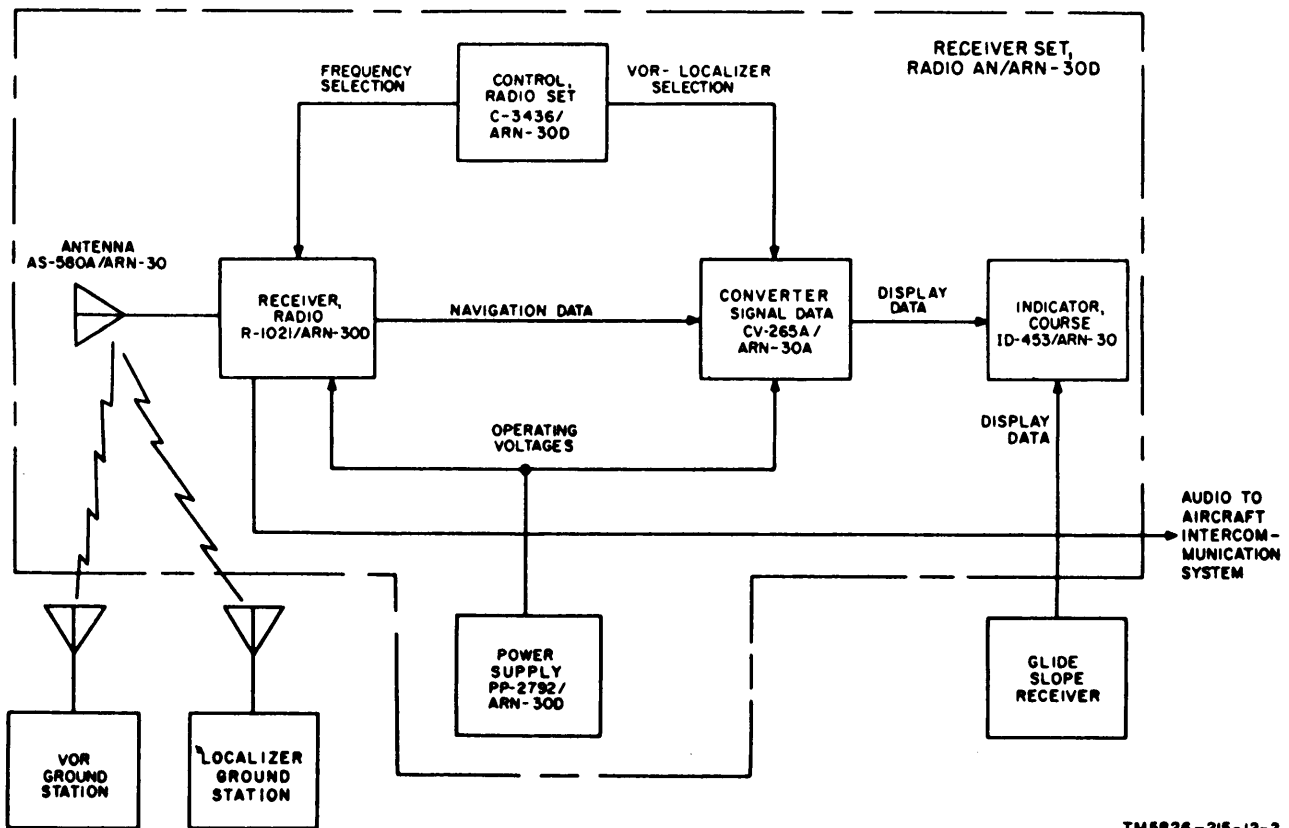 RECEIVER SET,
RADIO AN/ARN-30D
FREQUENCY
SELECTION
CONTROL,
RADIO SET
C-3436/
ARN-30D
VOR-LOCALIZER
SELECTION
ANTENNA
AS-580A/ARN-30
RECEIVER,
RADIO
R-1021/ARN-30D
NAVIGATION DATA
CONVERTER
SIGNAL DATA
CV-265A/
ARN-30A
DISPLAY
DATA
INDICATOR,
COURSE
ID-453/ARN-30
OPERATING
VOLTAGES
DISPLAY
DATA
AUDIO TO
AIRCRAFT
INTERCOM-
MUNICATION
SYSTEM
POWER
SUPPLY
PP-2792/
ARN-30D
GLIDE
SLOPE
RECEIVER
VOR
GROUND
STATION
LOCALIZER
GROUND
STATION
TM5826-215-12-2